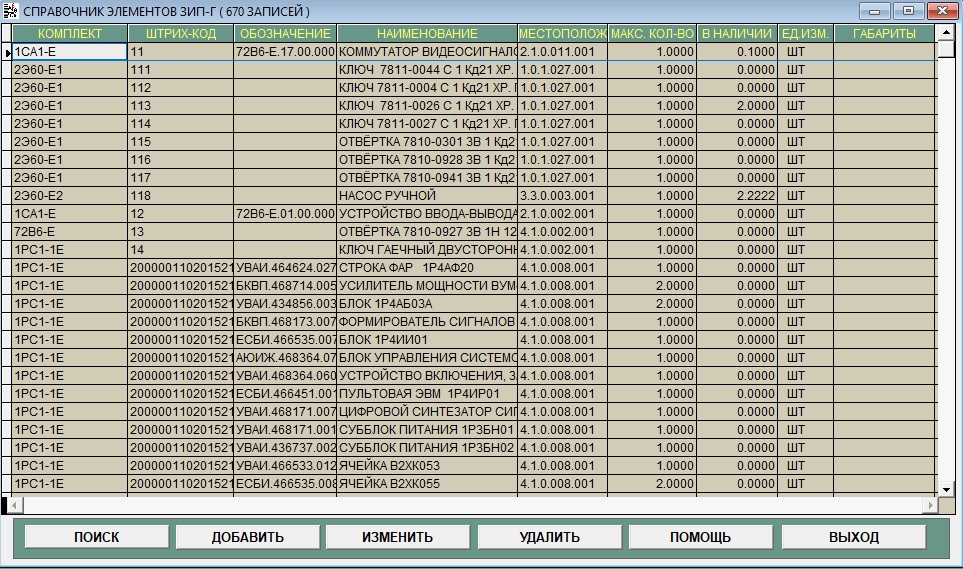 СПРАВОЧНИК ЭЛЕМЕНТОВ ЗИП-Г ( 670 ЗАПИСЕЙ )
КОМПЛЕКТ ШТРИХ-КОД ОБОЗНАЧЕНИЕ НАИМЕНОВАНИЕ МЕСТОПОЛОЖ МАКС. КОЛ-ВО В НАЛИЧИИ ЕД.ИЗМ. ГАБАРИТЫ
1СА1-Е 11 72В6-Е.17.00.000 КОММУТАТОР ВИДЕОСИГНАЛО 2.1.0.011.001 1.0000 0.1000 ШТ
2Э60-Е1 111 КЛЮЧ 7811-0044 С 1 Кд21 ХР. 1.0.1.027.001 1.0000 0.0000 ШТ
2Э60-Е1 112 КЛЮЧ 7811-0004 С 1 Кд21 ХР. П 1.0.1.027.001 1.0000 0.0000 ШТ
2Э60-Е1 113 КЛЮЧ 7811-0026 С 1 Кд21 ХР. 1.0.1.027.001 1.0000 2.0000 ШТ
2Э60-Е1 114 КЛЮЧ 7811-0027 С 1 Кд21 ХР. П 1.0.1.027.001 1.0000 0.0000 ШТ
2Э60-Е1 115 ОТВЁРТКА 7810-0301 3В 1 Кд2 1.0.1.027.001 1.0000 0.0000 ШТ
2Э60-Е1 116 ОТВЁРТКА 7810-0928 3В 1 Кд2 1.0.1.027.001 1.0000 0.0000 ШТ
2Э60-Е1 117 ОТВЁРТКА 7810-0941 3В 1 Кд2 1.0.1.027.001 1.0000 0.0000 ШТ
2Э60-Е2 118 НАСОС РУЧНОЙ 3.3.0.003.001 1.0000 2.2222 ШТ
1СА1-Е 12 72В6-Е.01.00.000 УСТРОЙСТВО ВВОДА-ВЫВОДА 2.1.0.002.001 1.0000 0.0000 ШТ
72В6-Е 13 ОТВЁРТКА 7810-0927 3В 1Н 12 4.1.0.002.001 1.0000 0.0000 ШТ
1РС1-1Е 14 КЛЮЧ ГАЕЧНЫЙ ДВУСТОРОНН 4.1.0.002.001 1.0000 0.0000 ШТ
1РС1-1Е 200000110201521 УВАИ.464624.027 СТРОКА ФАР 1Р4АФ20 4.1.0.008.001 1.0000 0.0000 ШТ
1РС1-1Е 200000110201521 БКВП.468714.005 УСИЛИТЕЛЬ МОЩНОСТИ ВУМ- 4.1.0.008.001 2.0000 0.0000 ШТ
1РС1-1Е 200000110201521 УВАИ.434856.003 БЛОК 1Р4АБ03А 4.1.0.008.001 2.0000 0.0000 ШТ
1РС1-1Е 200000110201521 БКВП.468173.007 ФОРМИРОВАТЕЛЬ СИГНАЛОВ 4.1.0.008.001 1.0000 0.0000 ШТ
1РС1-1Е 200000110201521 ЕСБИ.466535.007 БЛОК 1Р4ИИ01 4.1.0.008.001 1.0000 0.0000 ШТ
1РС1-1Е 200000110201521 АЮИЖ.468364.07 БЛОК УПРАВЛЕНИЯ СИСТЕМО 4.1.0.008.001 1.0000 0.0000 ШТ
1РС1-1Е 200000110201521 УВАИ.468364.060 УСТРОЙСТВО ВКЛЮЧЕНИЯ, ЗА 4.1.0.008.001 1.0000 0.0000 ШТ
1РС1-1Е 200000110201521 ЕСБИ.466451.001 ПУЛЬТОВАЯ ЭВМ 1Р4ИР01 4.1.0.008.001 1.0000 0.0000 ШТ
1РС1-1Е 200000110201521 УВАИ.468171.007 ЦИФРОВОЙ СИНТЕЗАТОР СИГ 4.1.0.008.001 1.0000 0.0000 ШТ
1РС1-1Е 200000110201521 УВАИ.468171.001 СУББЛОК ПИТАНИЯ 1Р3БН01 4.1.0.008.001 1.0000 0.0000 ШТ
1РС1-1Е 200000110201521 УВАИ.436737.002 СУББЛОК ПИТАНИЯ 1Р3БН02 4.1.0.008.001 1.0000 0.0000 ШТ
1РС1-1Е 200000110201521 УВАИ.466533.012 ЯЧЕЙКА В2ХК053 4.1.0.008.001 1.0000 0.0000 ШТ
1РС1-1Е 200000110201521 ЕСБИ.466535.008 ЯЧЕЙКА В2ХК055 4.1.0.008.001 2.0000 0.0000 ШТ
ПОИСК ДОБАВИТЬ ИЗМЕНИТЬ УДАЛИТЬ ПОМОЩЬ ВЫХОД